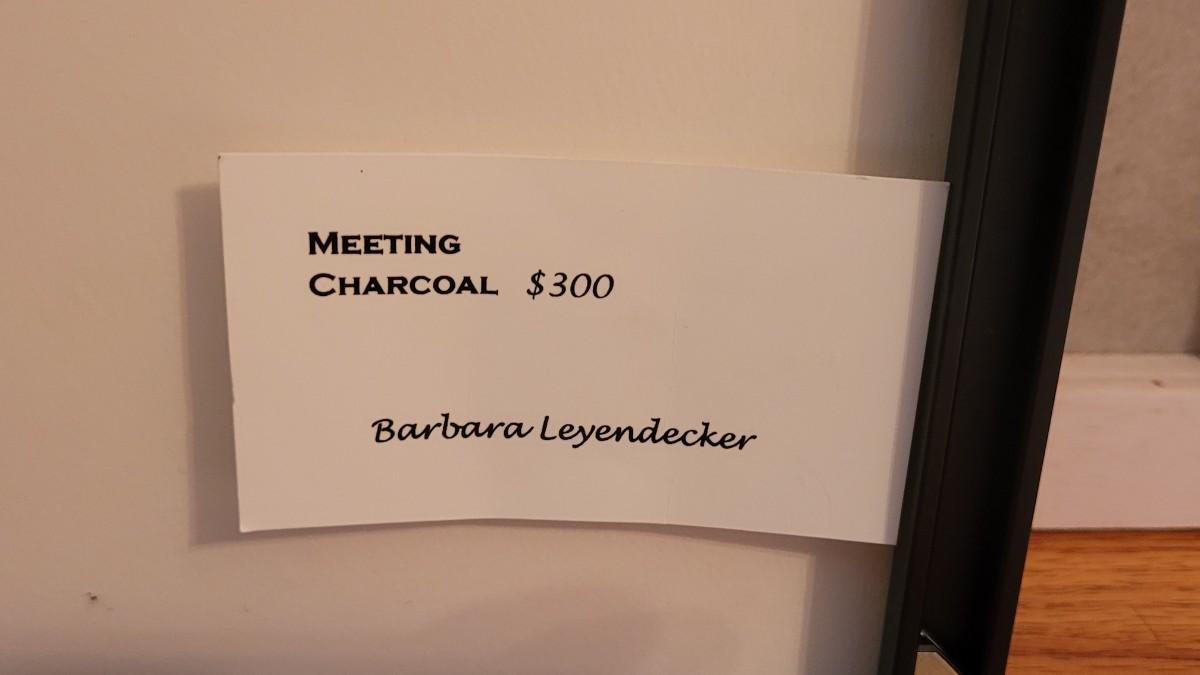 MEETING
CHARCOAL $300
Barbara Leyendecker